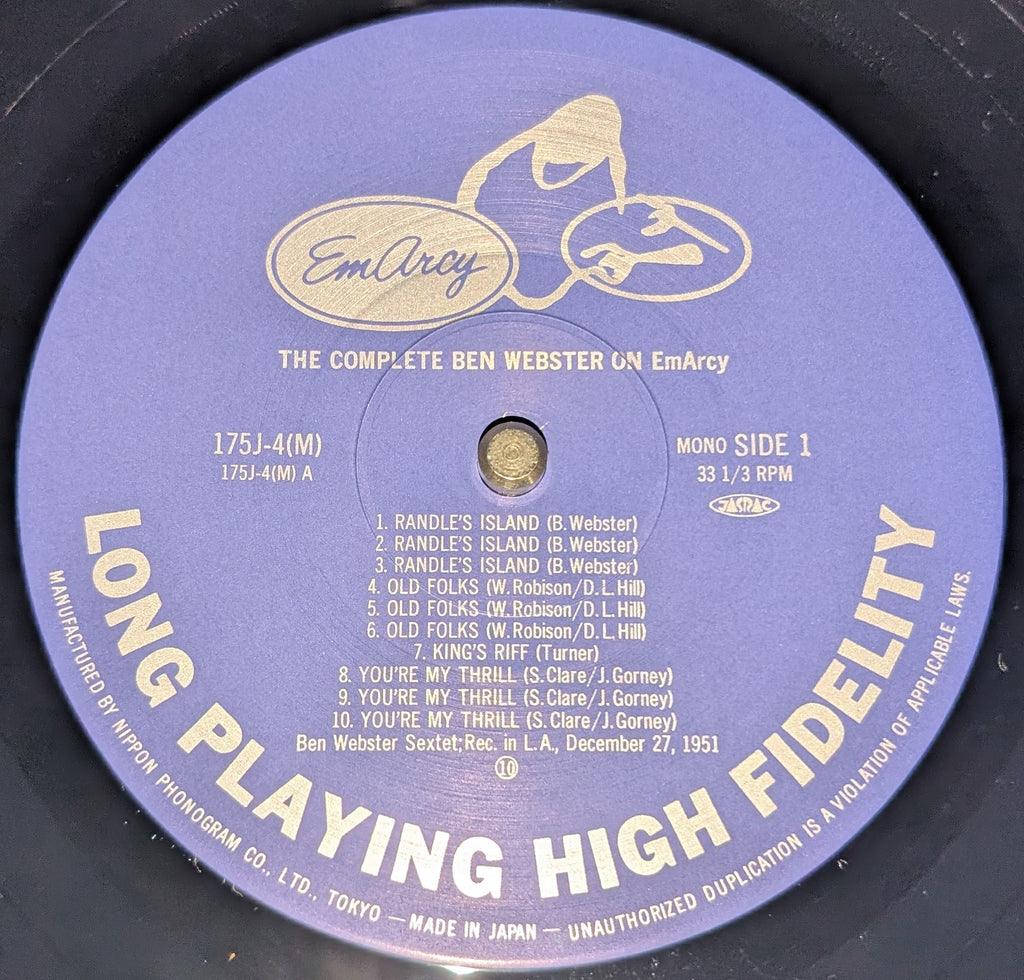 EmArcy
THE COMPLETE BEN WEBSTER ON EmArcy
175J-4(M)
175J-4(M) A
MONO SIDE 1
33 1/3 RPM
JASRAC
1. RANDLE'S ISLAND (B. Webster)
2. RANDLE'S ISLAND (B. Webster)
3. RANDLE'S ISLAND (B. Webster)
4. OLD FOLKS (W. Robison/D. L. Hill)
5. OLD FOLKS (W. Robison/D. L. Hill)
6. OLD FOLKS (W. Robison/D. L. Hill)
7. KING'S RIFF (Turner)
8. YOU'RE MY THRILL (S. Clare/J. Gorney)
9. YOU'RE MY THRILL (S. Clare/J. Gorney)
10. YOU'RE MY THRILL (S. Clare/J. Gorney)
Ben Webster Sextet; Rec. in L.A., December 27, 1951
⑩
LONG PLAYING HIGH FIDELITY
MANUFACTURED BY NIPPON PHONOGRAM CO., LTD., TOKYO — MADE IN JAPAN — UNAUTHORIZED DUPLICATION IS A VIOLATION OF APPLICABLE LAWS.